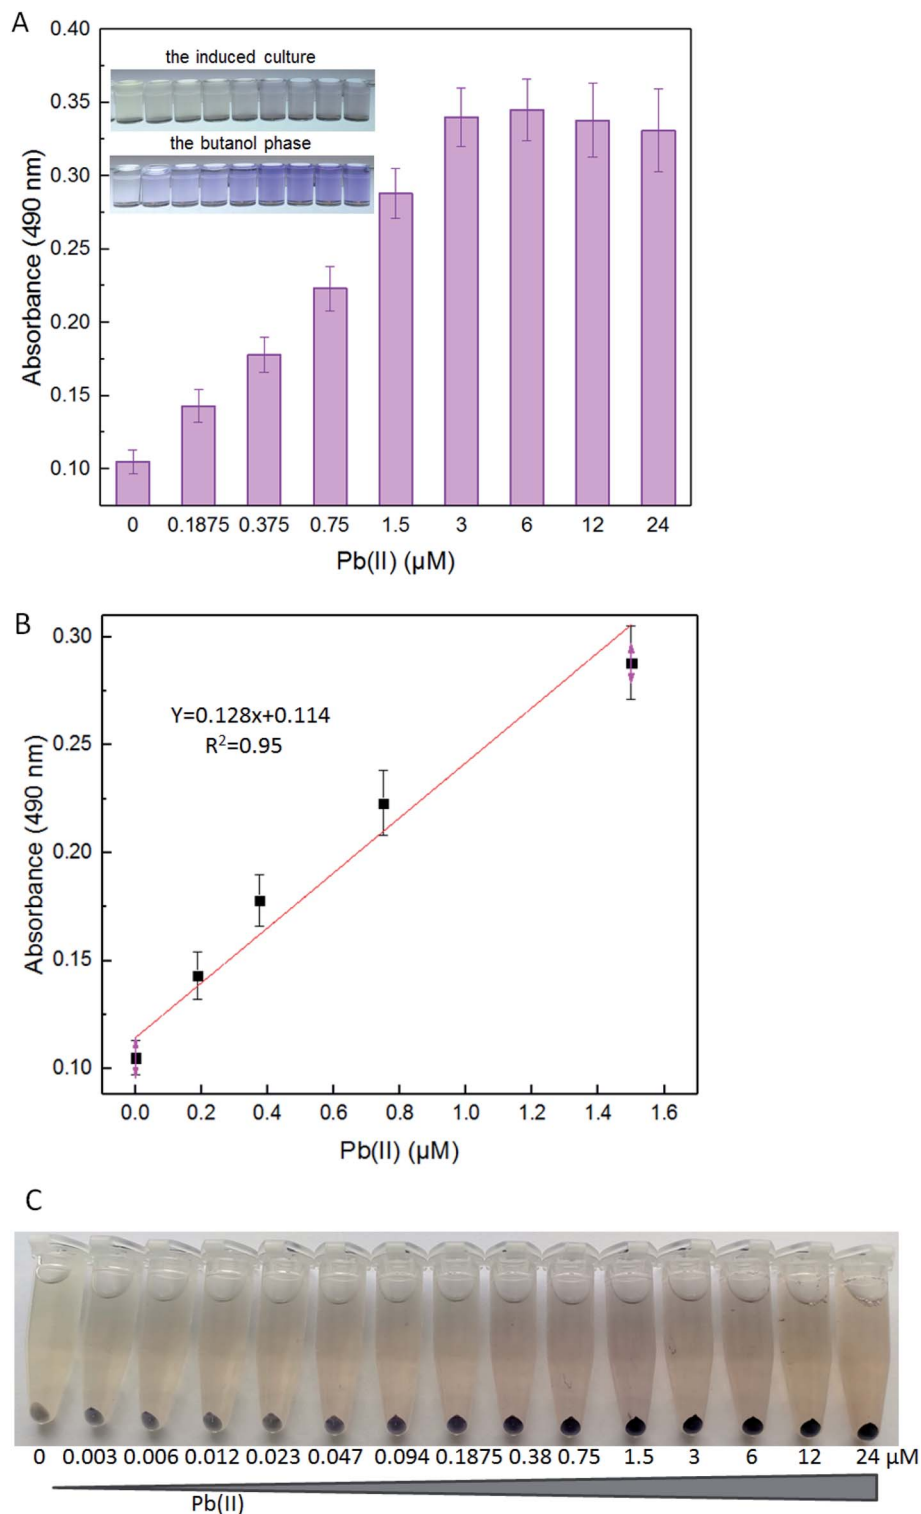 A
0.40
0.35
0.30
0.25
0.20
0.15
0.10
Absorbance (490 nm)
the induced culture
the butanol phase
0 0.1875 0.375 0.75 1.5 3 6 12 24
Pb(II) (µM)
B
0.30
0.25
0.20
0.15
0.10
Absorbance (490 nm)
Y=0.128x+0.114
R²=0.95
0.0 0.2 0.4 0.6 0.8 1.0 1.2 1.4 1.6
Pb(II) (µM)
C
0 0.003 0.006 0.012 0.023 0.047 0.094 0.1875 0.38 0.75 1.5 3 6 12 24 µM
Pb(II)